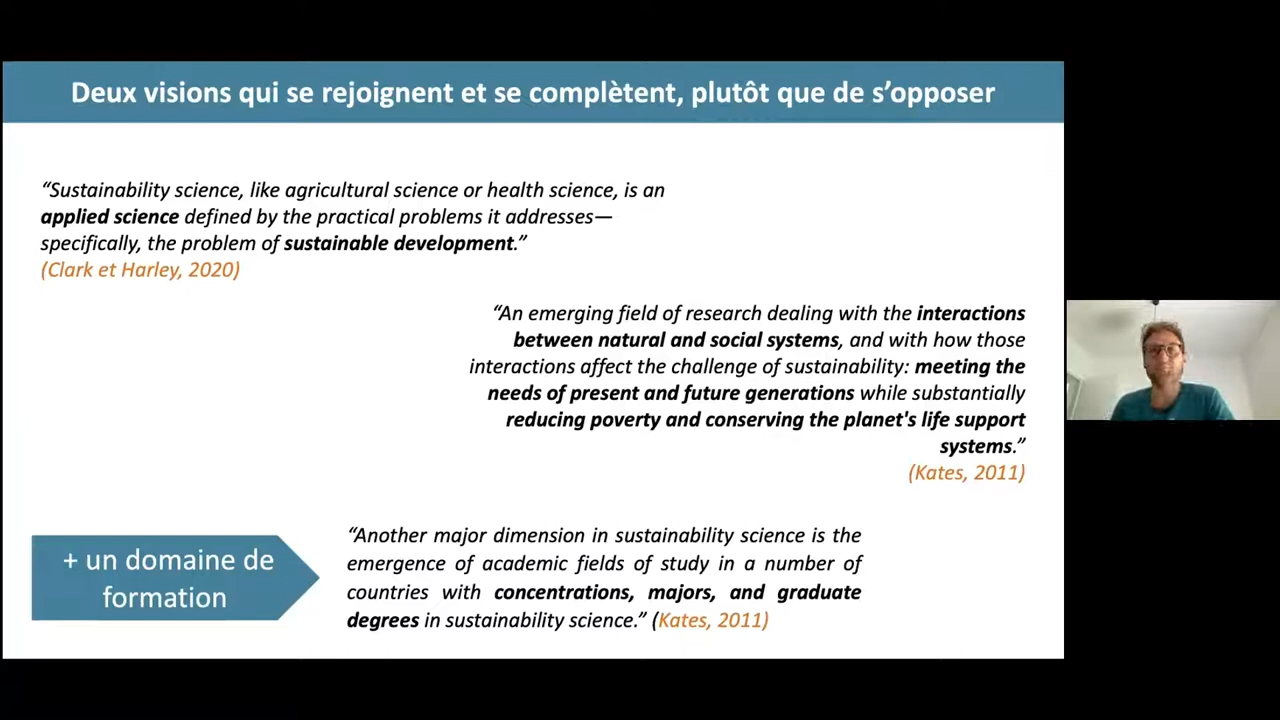 Deux visions qui se rejoignent et se complètent, plutôt que de s’opposer
“Sustainability science, like agricultural science or health science, is an
applied science defined by the practical problems it addresses—
specifically, the problem of sustainable development.”
(Clark et Harley, 2020)
“An emerging field of research dealing with the interactions
between natural and social systems, and with how those
interactions affect the challenge of sustainability: meeting the
needs of present and future generations while substantially
reducing poverty and conserving the planet's life support
systems.”
(Kates, 2011)
+ un domaine de
formation
“Another major dimension in sustainability science is the
emergence of academic fields of study in a number of
countries with concentrations, majors, and graduate
degrees in sustainability science.” (Kates, 2011)